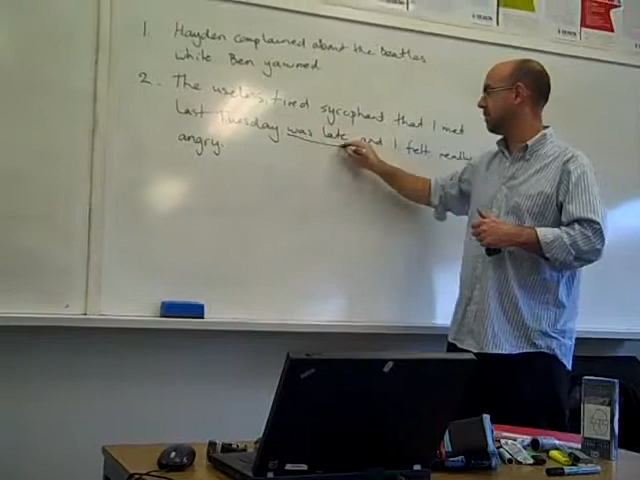 1 Hayden complained about the Beatles
while Ben yawned
2. The useless, tired sycophant that I met
last Tuesday was late and I felt really
angry.